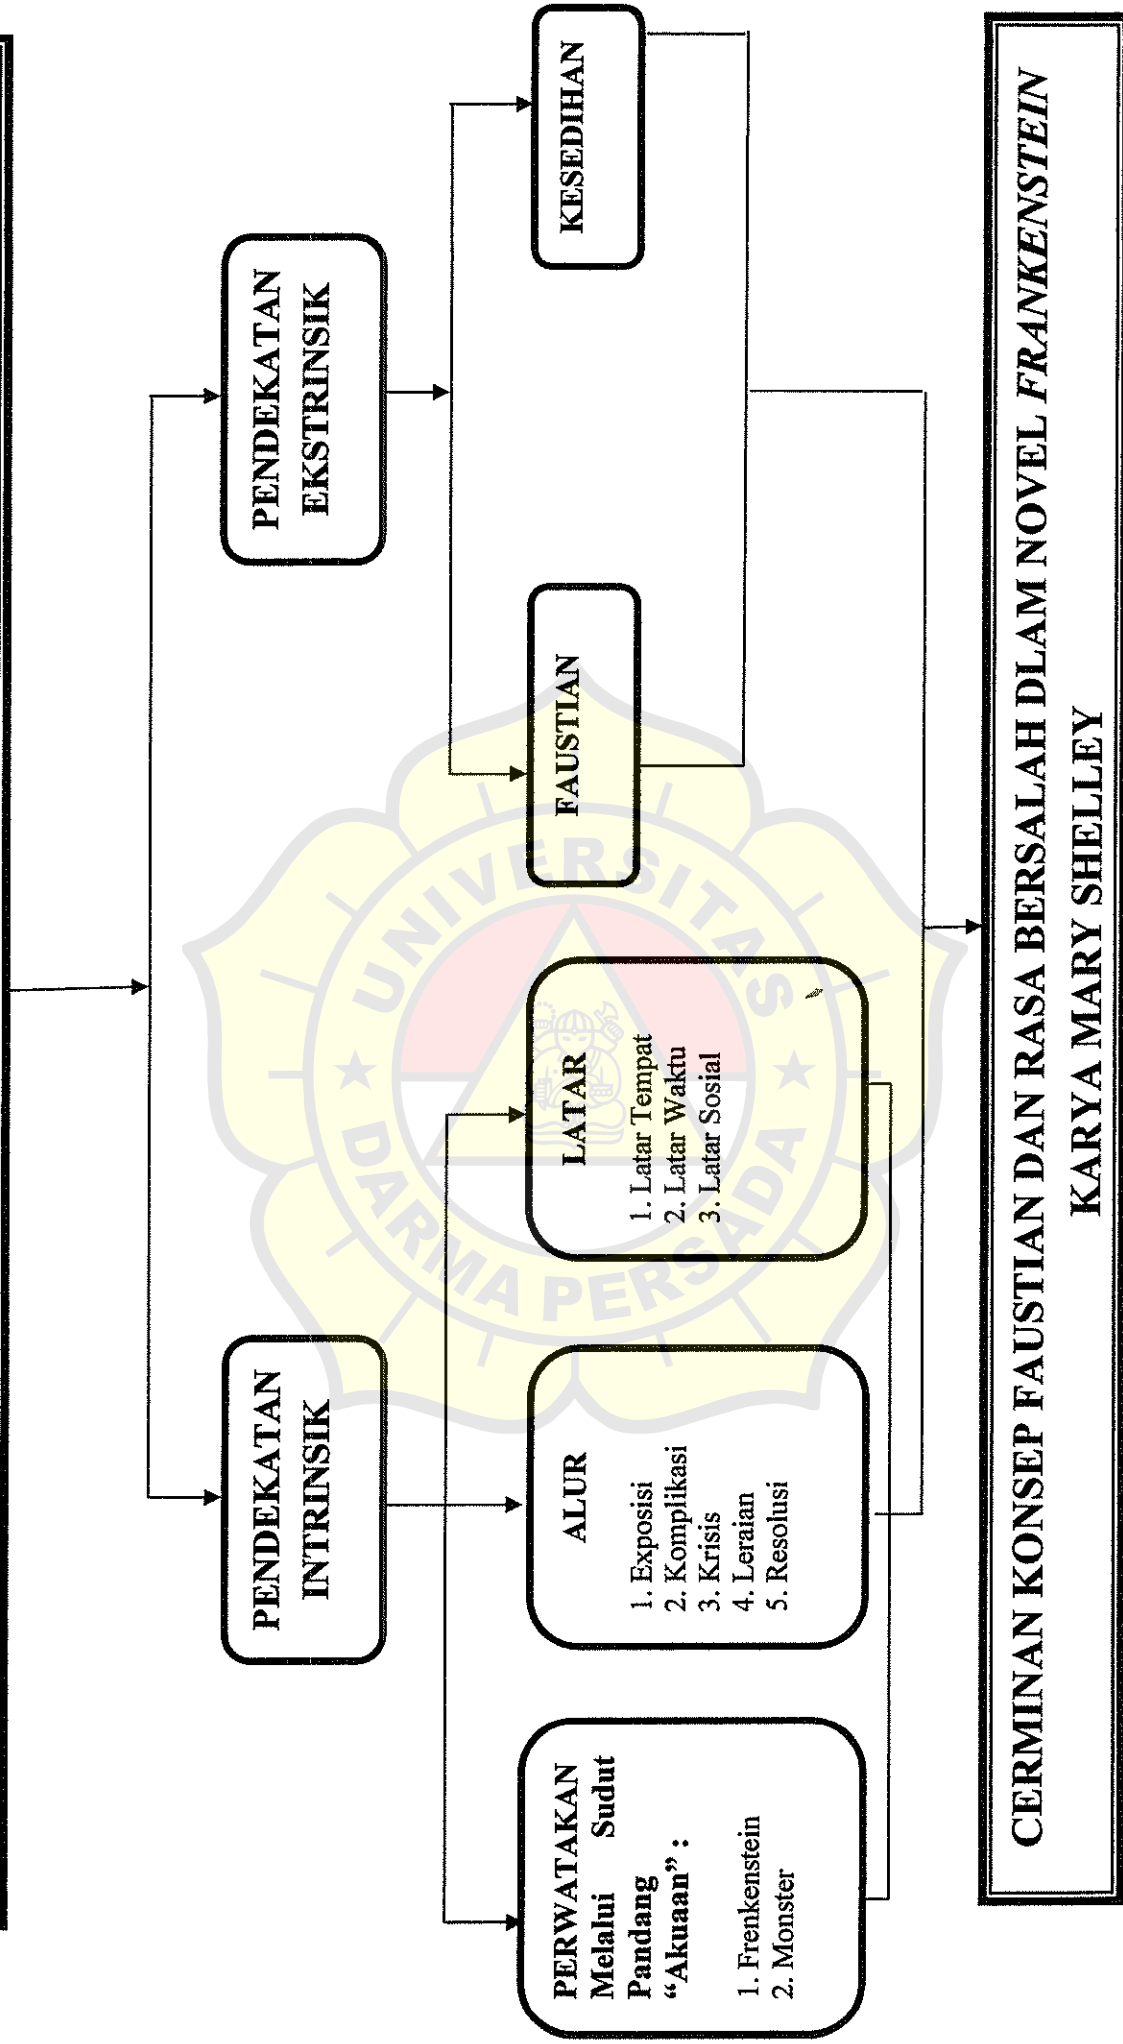 PENDEKATAN
INTRINSIK
PENDEKATAN
EKSTRINSIK
PERWATAKAN
Melalui Sudut
Pandang
“Akuaan” :
1. Frenkenstein
2. Monster
ALUR
1. Exposisi
2. Komplikasi
3. Krisis
4. Leraian
5. Resolusi
LATAR
1. Latar Tempat
2. Latar Waktu
3. Latar Sosial
FAUSTIAN
KESEDIHAN
UNIVERSITAS
DARMA PERSADA
CERMINAN KONSEP FAUSTIAN DAN RASA BERSALAH DLAM NOVEL FRANKENSTEIN
KARYA MARY SHELLEY